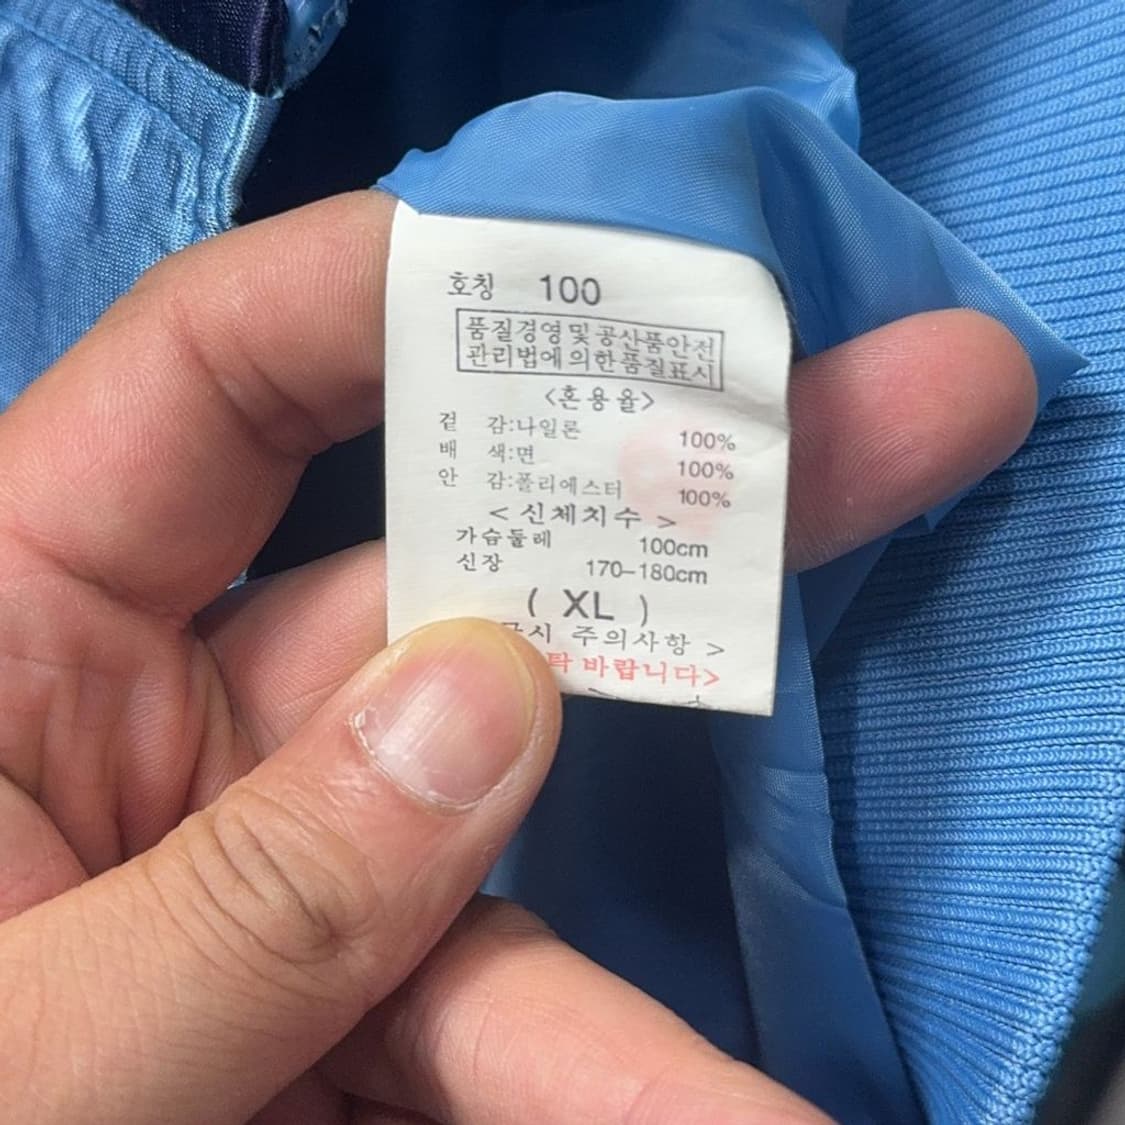 호칭 100
품질경영및공산품안전
관리법에의한품질표시
<혼용율>
겉 감:나일론 100%
배 색:면 100%
안 감:폴리에스터 100%
< 신체치수 >
가슴둘레 100cm
신장 170-180cm
( XL )
주의사항 >
바랍니다>